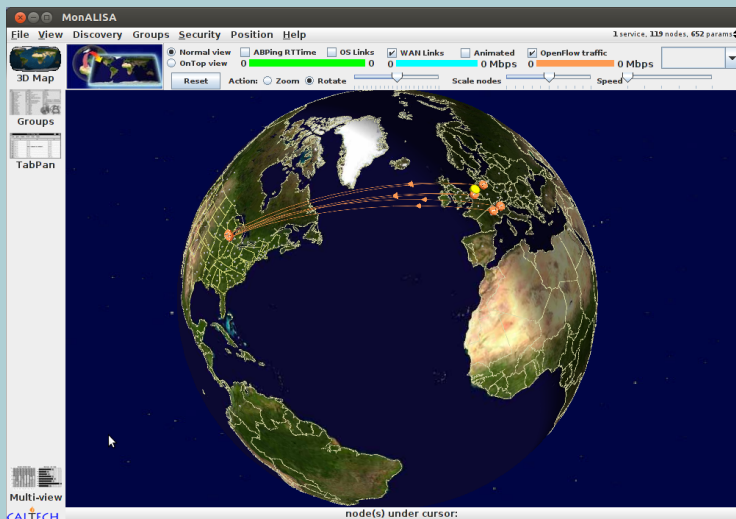 MonALISA
File View Discovery Groups Security Position Help
1 service, 119 nodes, 652 params
3D Map
Groups
TabPan
Normal view
OnTop view
ABPing RTTime
0 0
OS Links
WAN Links
0 0 Mbps
Animated
OpenFlow traffic
0 0 Mbps
Reset
Action: Zoom Rotate
Scale nodes
Speed
Multi-view
CALTECH
node(s) under cursor: